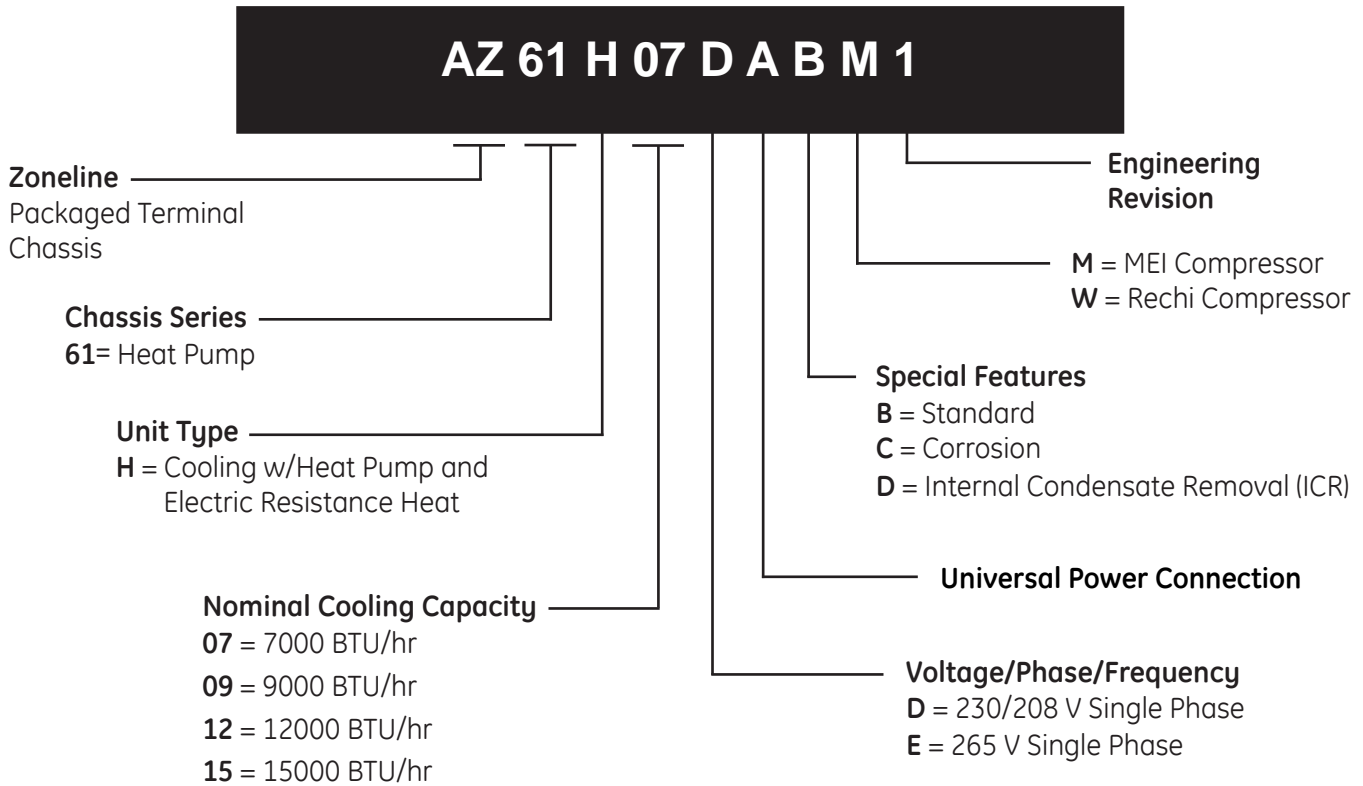 AZ 61 H 07 D A B M 1
Zoneline
Packaged Terminal
Chassis
Chassis Series
61= Heat Pump
Unit Type
H = Cooling w/Heat Pump and
Electric Resistance Heat
Nominal Cooling Capacity
07 = 7000 BTU/hr
09 = 9000 BTU/hr
12 = 12000 BTU/hr
15 = 15000 BTU/hr
Engineering
Revision
M = MEI Compressor
W = Rechi Compressor
Special Features
B = Standard
C = Corrosion
D = Internal Condensate Removal (ICR)
Universal Power Connection
Voltage/Phase/Frequency
D = 230/208 V Single Phase
E = 265 V Single Phase